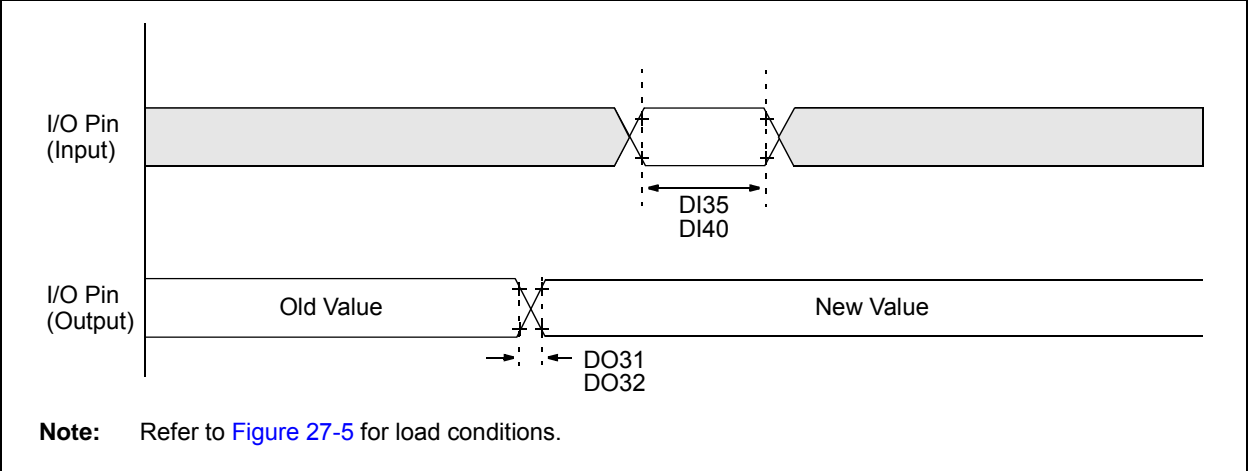 I/O Pin
(Input)
DI35
DI40
I/O Pin
(Output)
Old Value
New Value
DO31
DO32
Note: Refer to Figure 27-5 for load conditions.